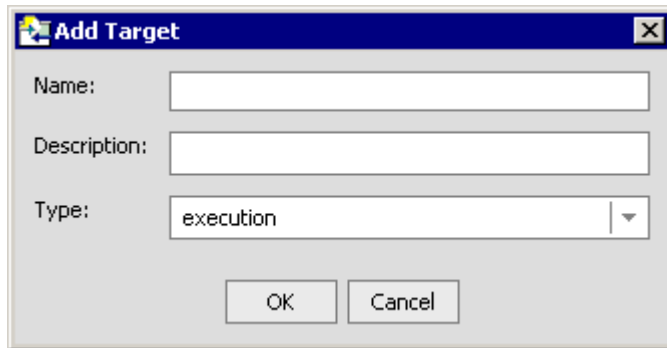 Add Target
Name:
Description:
Type:
execution
OK
Cancel